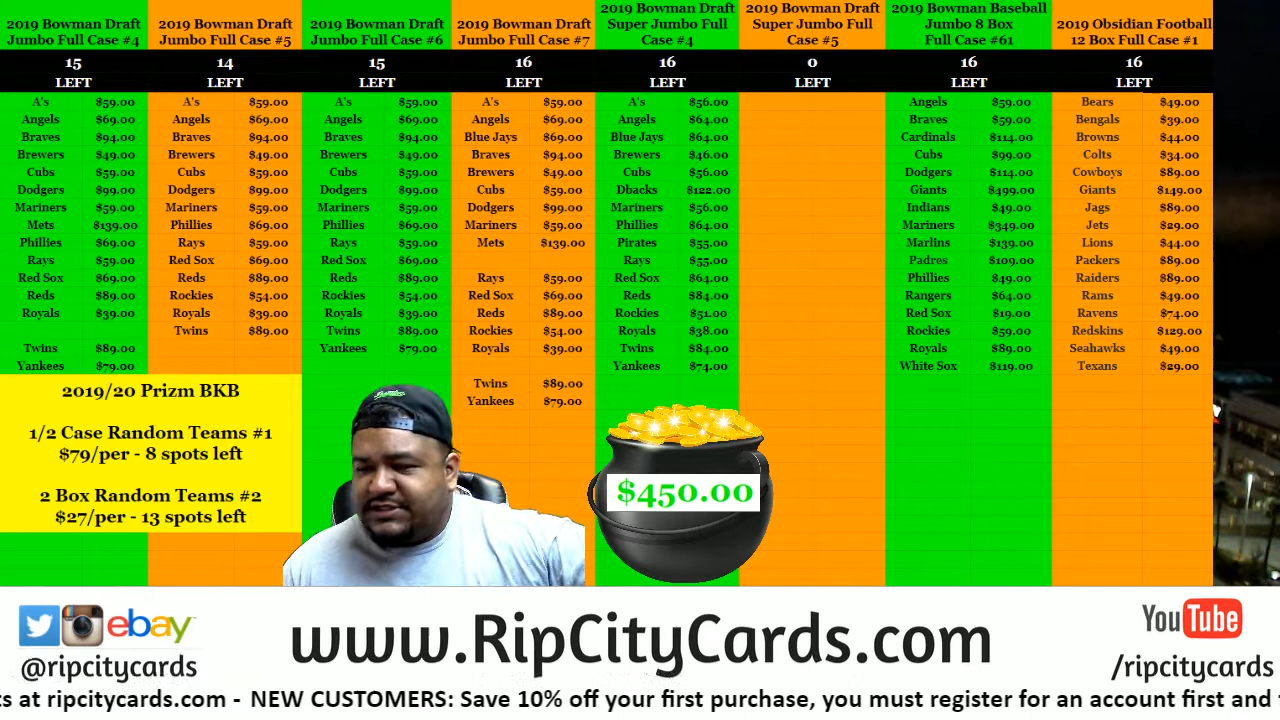 2019 Bowman Draft
Jumbo Full Case #4
15
LEFT
A's $59.00
Angels $69.00
Braves $94.00
Brewers $49.00
Cubs $59.00
Dodgers $99.00
Mariners $59.00
Mets $139.00
Phillies $69.00
Rays $59.00
Red Sox $69.00
Reds $89.00
Royals $39.00
Twins $89.00
Yankees $79.00
2019 Bowman Draft
Jumbo Full Case #5
14
LEFT
A's $59.00
Angels $69.00
Braves $94.00
Brewers $49.00
Cubs $59.00
Dodgers $99.00
Mariners $59.00
Phillies $69.00
Rays $59.00
Red Sox $69.00
Reds $89.00
Rockies $54.00
Royals $39.00
Twins $89.00
2019 Bowman Draft
Jumbo Full Case #6
15
LEFT
A's $59.00
Angels $69.00
Braves $94.00
Brewers $49.00
Cubs $59.00
Dodgers $99.00
Mariners $59.00
Phillies $69.00
Rays $59.00
Red Sox $69.00
Reds $89.00
Rockies $54.00
Royals $39.00
Twins $89.00
Yankees $79.00
2019 Bowman Draft
Jumbo Full Case #7
16
LEFT
A's $59.00
Angels $69.00
Blue Jays $69.00
Braves $94.00
Brewers $49.00
Cubs $59.00
Dodgers $99.00
Mariners $59.00
Mets $139.00
Rays $59.00
Red Sox $69.00
Reds $89.00
Rockies $54.00
Royals $39.00
Twins $89.00
Yankees $79.00
2019 Bowman Draft
Super Jumbo Full
Case #4
16
LEFT
A's $56.00
Angels $64.00
Blue Jays $64.00
Brewers $46.00
Cubs $56.00
Dbacks $122.00
Mariners $56.00
Phillies $64.00
Pirates $55.00
Rays $55.00
Red Sox $64.00
Reds $84.00
Rockies $51.00
Royals $38.00
Twins $84.00
Yankees $74.00
2019 Bowman Draft
Super Jumbo Full
Case #5
0
LEFT
2019 Bowman Baseball
Jumbo 8 Box
Full Case #61
16
LEFT
Angels $59.00
Braves $59.00
Cardinals $114.00
Cubs $99.00
Dodgers $114.00
Giants $499.00
Indians $49.00
Mariners $349.00
Marlins $139.00
Padres $109.00
Phillies $49.00
Rangers $64.00
Red Sox $19.00
Rockies $59.00
Royals $89.00
White Sox $119.00
2019 Obsidian Football
12 Box Full Case #1
16
LEFT
Bears $49.00
Bengals $39.00
Browns $44.00
Colts $34.00
Cowboys $89.00
Giants $149.00
Jags $89.00
Jets $29.00
Lions $44.00
Packers $89.00
Raiders $89.00
Rams $49.00
Ravens $74.00
Redskins $129.00
Seahawks $49.00
Texans $29.00
2019/20 Prizm BKB
1/2 Case Random Teams #1
$79/per - 8 spots left
2 Box Random Teams #2
$27/per - 13 spots left
$450.00
ebay
@ripcitycards
www.RipCityCards.com
YouTube
/ripcitycards
ts at ripcitycards.com - NEW CUSTOMERS: Save 10% off your first purchase, you must register for an account first and